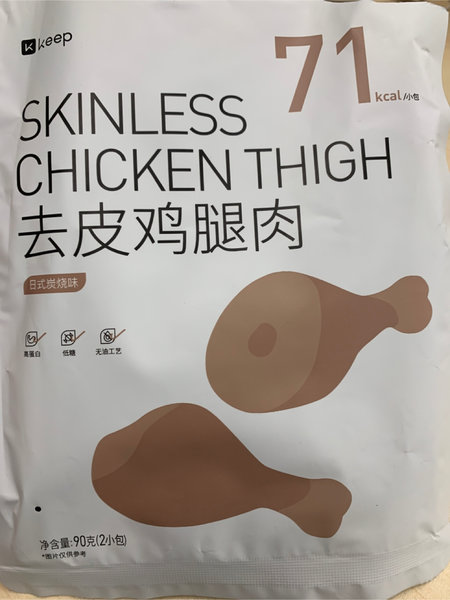 keep
71
kcal/小包
SKINLESS
CHICKEN THIGH
去皮鸡腿肉
日式炭烧味
高蛋白 低糖 无油工艺
净含量:90克(2小包)
*图片仅供参考